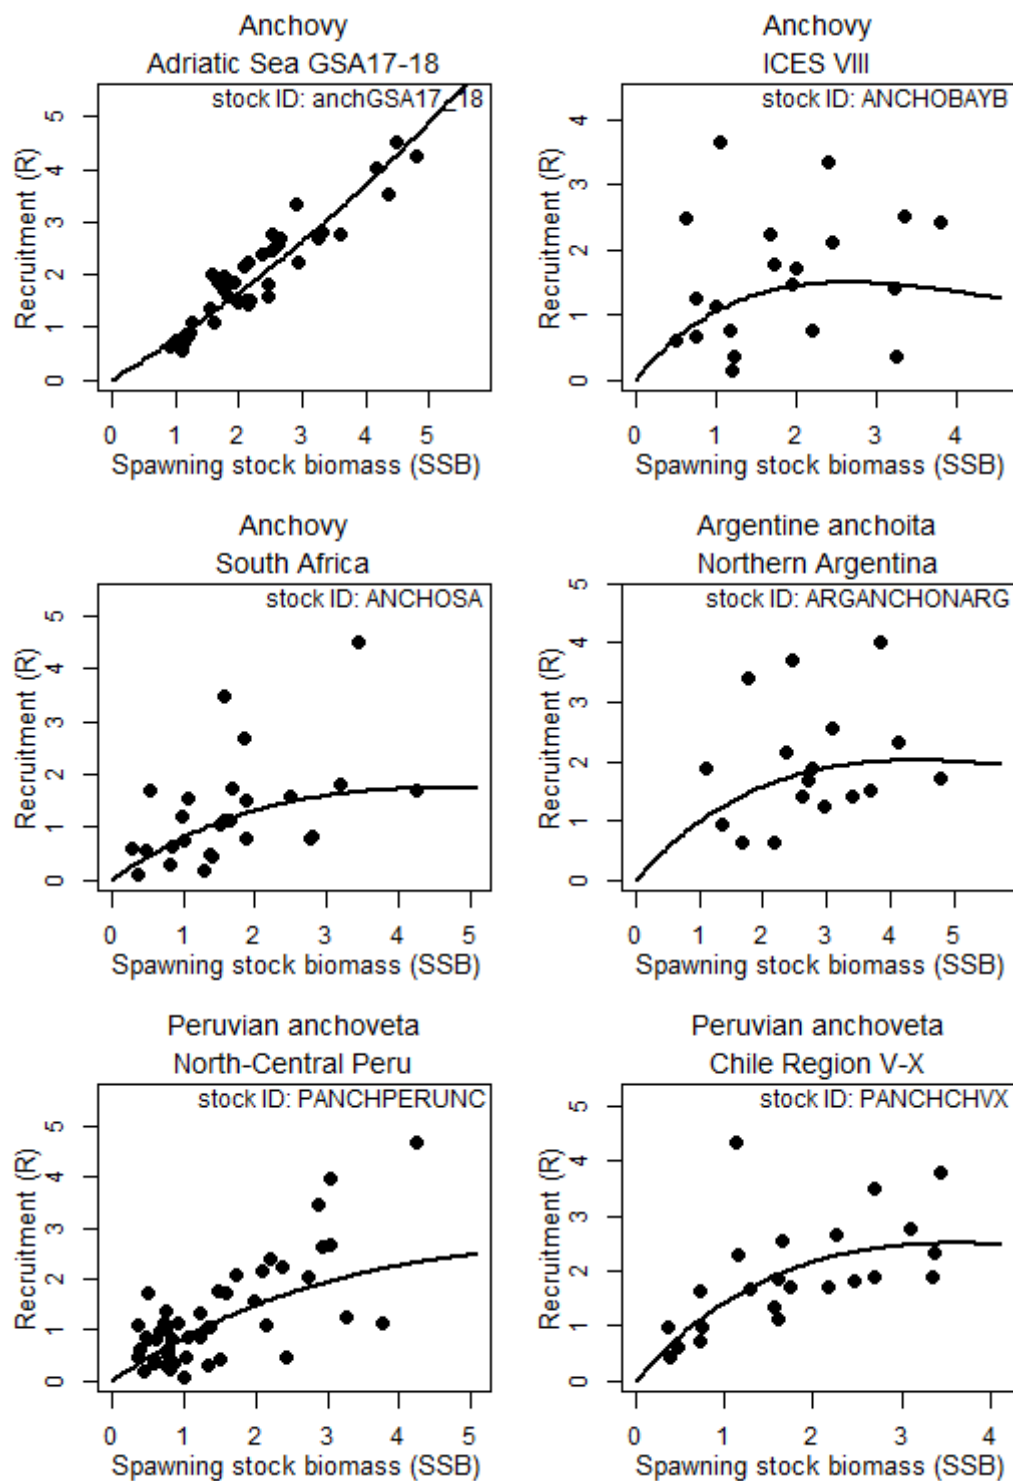 Anchovy
Adriatic Sea GSA17-18
stock ID: anchGSA17_18
Recruitment (R)
5
4
3
2
1
0
0 1 2 3 4 5
Spawning stock biomass (SSB)
Anchovy
ICES VIII
stock ID: ANCHOBAYB
Recruitment (R)
4
3
2
1
0
0 1 2 3 4
Spawning stock biomass (SSB)
Anchovy
South Africa
stock ID: ANCHOSA
Recruitment (R)
5
4
3
2
1
0
0 1 2 3 4 5
Spawning stock biomass (SSB)
Argentine anchoita
Northern Argentina
stock ID: ARGANCHONARG
Recruitment (R)
5
4
3
2
1
0
0 1 2 3 4 5
Spawning stock biomass (SSB)
Peruvian anchoveta
North-Central Peru
stock ID: PANCHPERUNC
Recruitment (R)
5
4
3
2
1
0
0 1 2 3 4 5
Spawning stock biomass (SSB)
Peruvian anchoveta
Chile Region V-X
stock ID: PANCHCHVX
Recruitment (R)
5
4
3
2
1
0
0 1 2 3 4
Spawning stock biomass (SSB)